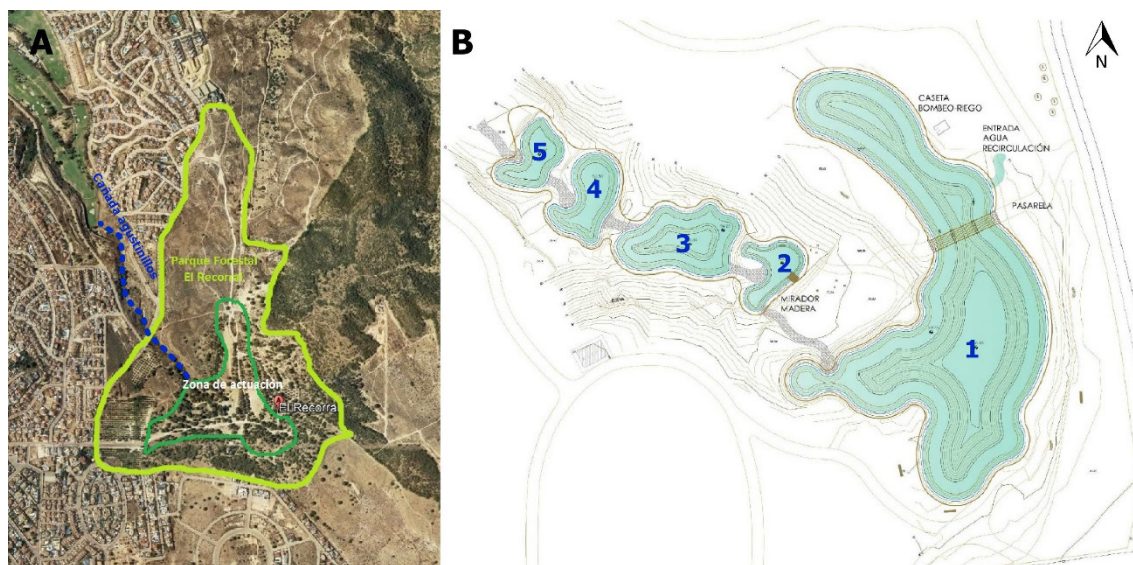 A
Cañada agustinillos
Parque Forestal
El Recorral
Zona de actuación
El Recorral
B
N
CASETA
BOMBEO-RIEGO
ENTRADA
AGUA
RECIRCULACIÓN
PASARELA
5
4
3
2
MIRADOR
MADERA
1